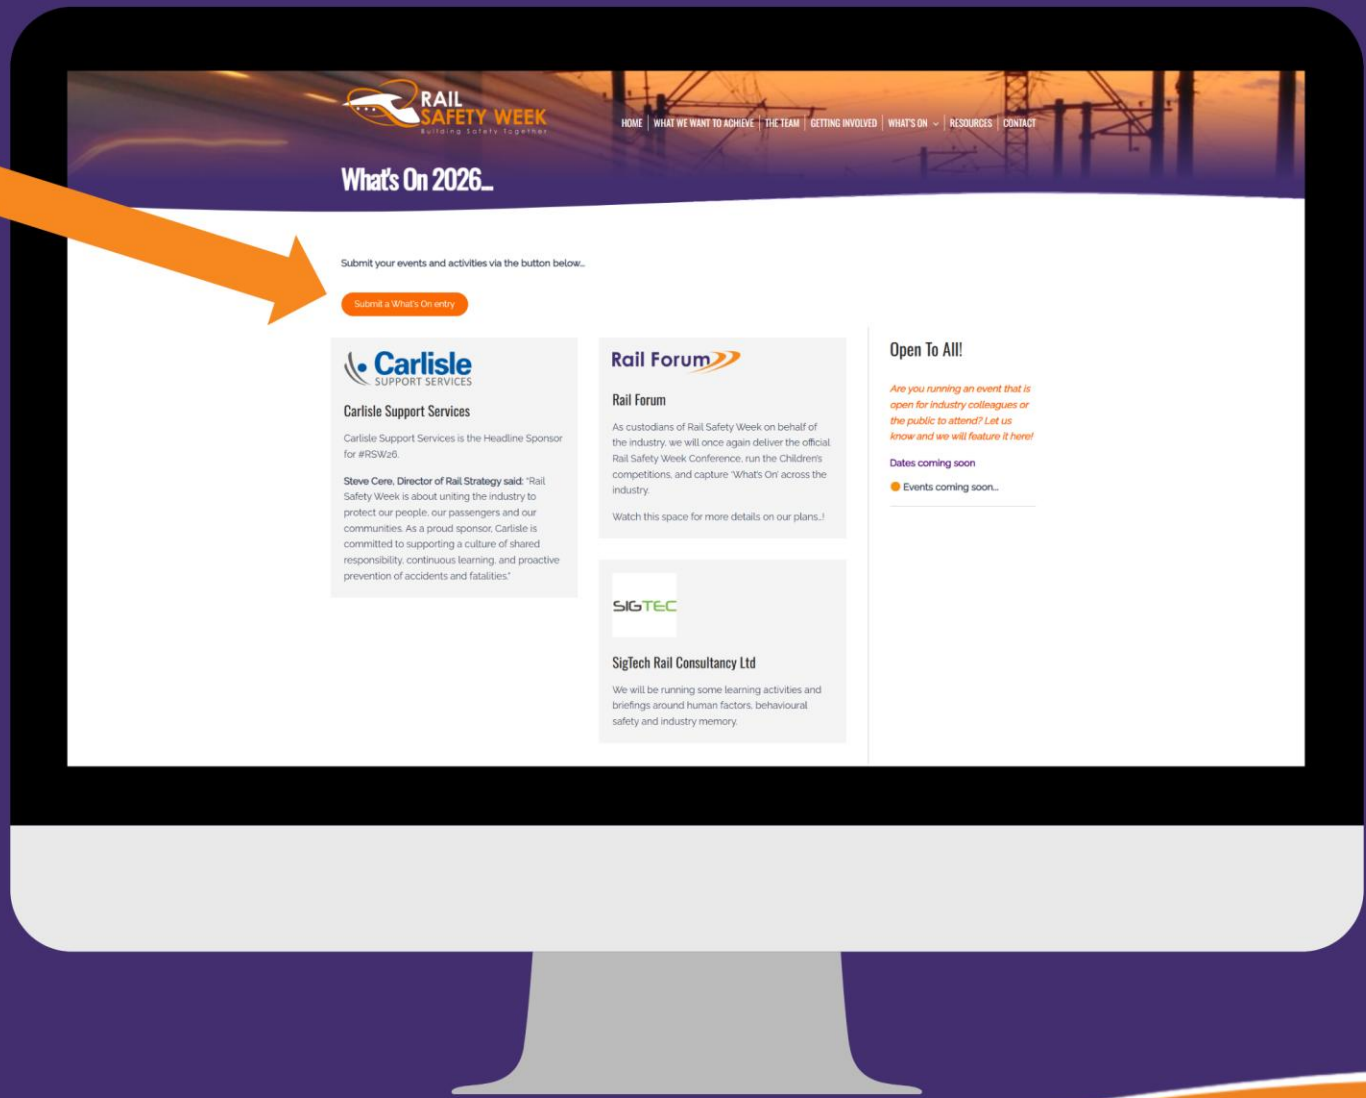 RAIL
SAFETY WEEK
Building Safety Together
HOME | WHAT WE WANT TO ACHIEVE | THE TEAM | GETTING INVOLVED | WHAT'S ON | RESOURCES | CONTACT
What's On 2026...
Submit your events and activities via the button below...
Submit a What's On entry
Carlisle
SUPPORT SERVICES
Carlisle Support Services
Carlisle Support Services is the Headline Sponsor
for #RSW26.
Steve Cere, Director of Rail Strategy said: "Rail
Safety Week is about uniting the industry to
protect our people, our passengers and our
communities. As a proud sponsor, Carlisle is
committed to supporting a culture of shared
responsibility, continuous learning, and proactive
prevention of accidents and fatalities."
Rail Forum
Rail Forum
As custodians of Rail Safety Week on behalf of
the industry, we will once again deliver the official
Rail Safety Week Conference, run the Children's
competitions, and capture 'What's On' across the
industry.
Watch this space for more details on our plans..!
SIGTEC
SigTech Rail Consultancy Ltd
We will be running some learning activities and
briefings around human factors, behavioural
safety and industry memory.
Open To All!
Are you running an event that is
open for industry colleagues or
the public to attend? Let us
know and we will feature it here!
Dates coming soon
Events coming soon...